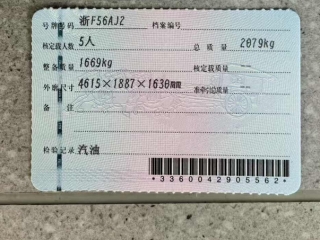 号牌号码 浙F56AJ2 档案编号
核定载人数 5人 总质量 2079kg
整备质量 1669kg 核定载质量 --
外廓尺寸 4615×1887×1630mm 准牵引总质量 --
备注
检验记录 汽油
*3360042905562*